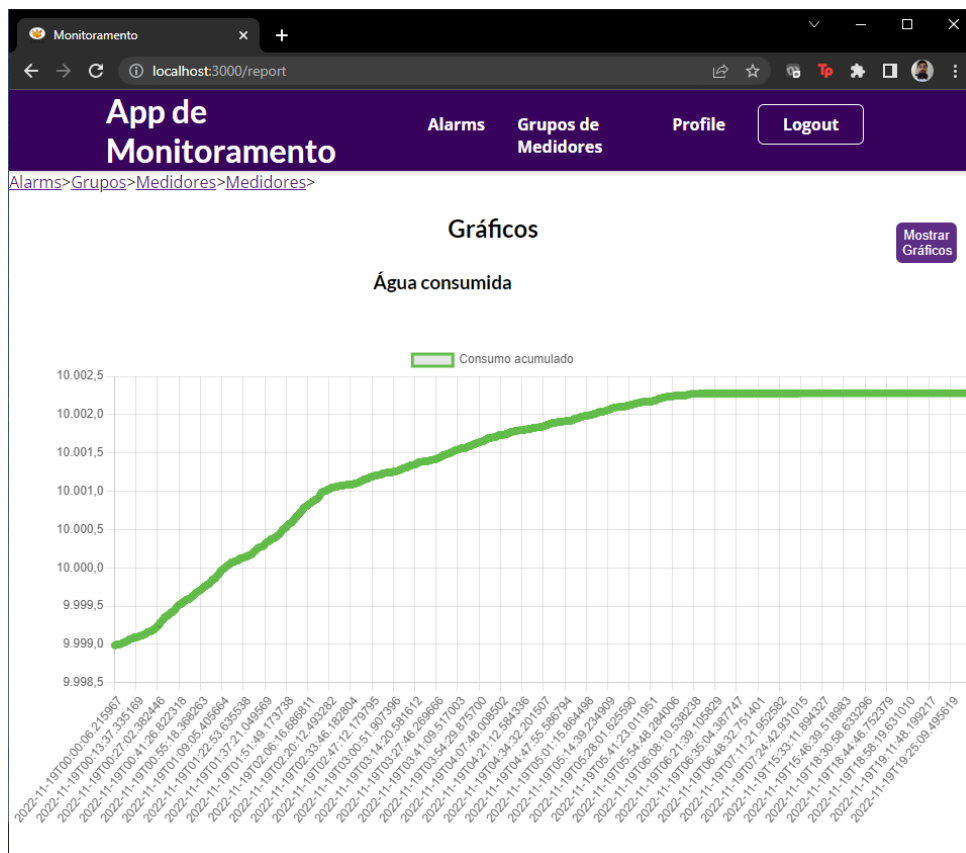 Monitoramento
localhost:3000/report
App de
Monitoramento
Alarms
Grupos de
Medidores
Profile
Logout
Alarms>Grupos>Medidores>Medidores>
Gráficos
Mostrar
Gráficos
Água consumida
Consumo acumulado
10.002,5
10.002,0
10.001,5
10.001,0
10.000,5
10.000,0
9.999,5
9.999,0
9.998,5
2022-11-19T00:00:06.215967
2022-11-19T00:13:37.335169
2022-11-19T00:27:02.082446
2022-11-19T00:41:26.822318
2022-11-19T00:55:18.368263
2022-11-19T01:09:05.405664
2022-11-19T01:22:53.635538
2022-11-19T01:37:21.049569
2022-11-19T01:51:49.173738
2022-11-19T02:06:16.686811
2022-11-19T02:20:12.493282
2022-11-19T02:33:46.182804
2022-11-19T02:47:12.179795
2022-11-19T03:00:51.907396
2022-11-19T03:14:20.581612
2022-11-19T03:27:46.269666
2022-11-19T03:41:09.517003
2022-11-19T03:54:29.875700
2022-11-19T04:07:48.008502
2022-11-19T04:21:12.584336
2022-11-19T04:34:32.201507
2022-11-19T04:47:55.586794
2022-11-19T05:01:15.864498
2022-11-19T05:14:39.234909
2022-11-19T05:28:01.625590
2022-11-19T05:41:23.011951
2022-11-19T05:54:48.284006
2022-11-19T06:08:10.538238
2022-11-19T06:21:39.105829
2022-11-19T06:35:04.387747
2022-11-19T06:48:32.751401
2022-11-19T07:11:21.952582
2022-11-19T07:24:42.931015
2022-11-19T15:33:11.894327
2022-11-19T15:46:39.518983
2022-11-19T18:30:58.633296
2022-11-19T18:44:46.752379
2022-11-19T18:58:19.631010
2022-11-19T19:11:48.199217
2022-11-19T19:25:09.495619